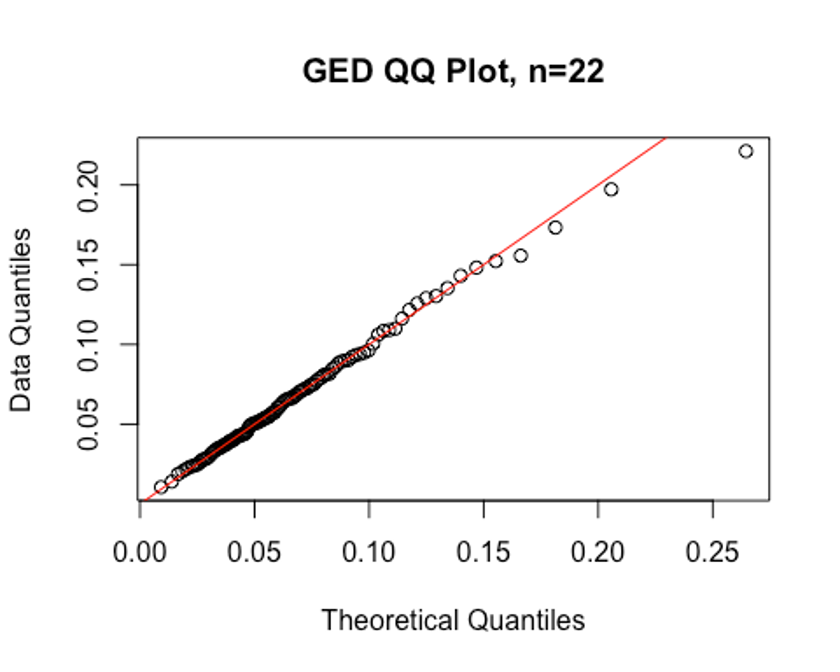 GED QQ Plot, n=22
Data Quantiles
0.20
0.15
0.10
0.05
0.00 0.05 0.10 0.15 0.20 0.25
Theoretical Quantiles